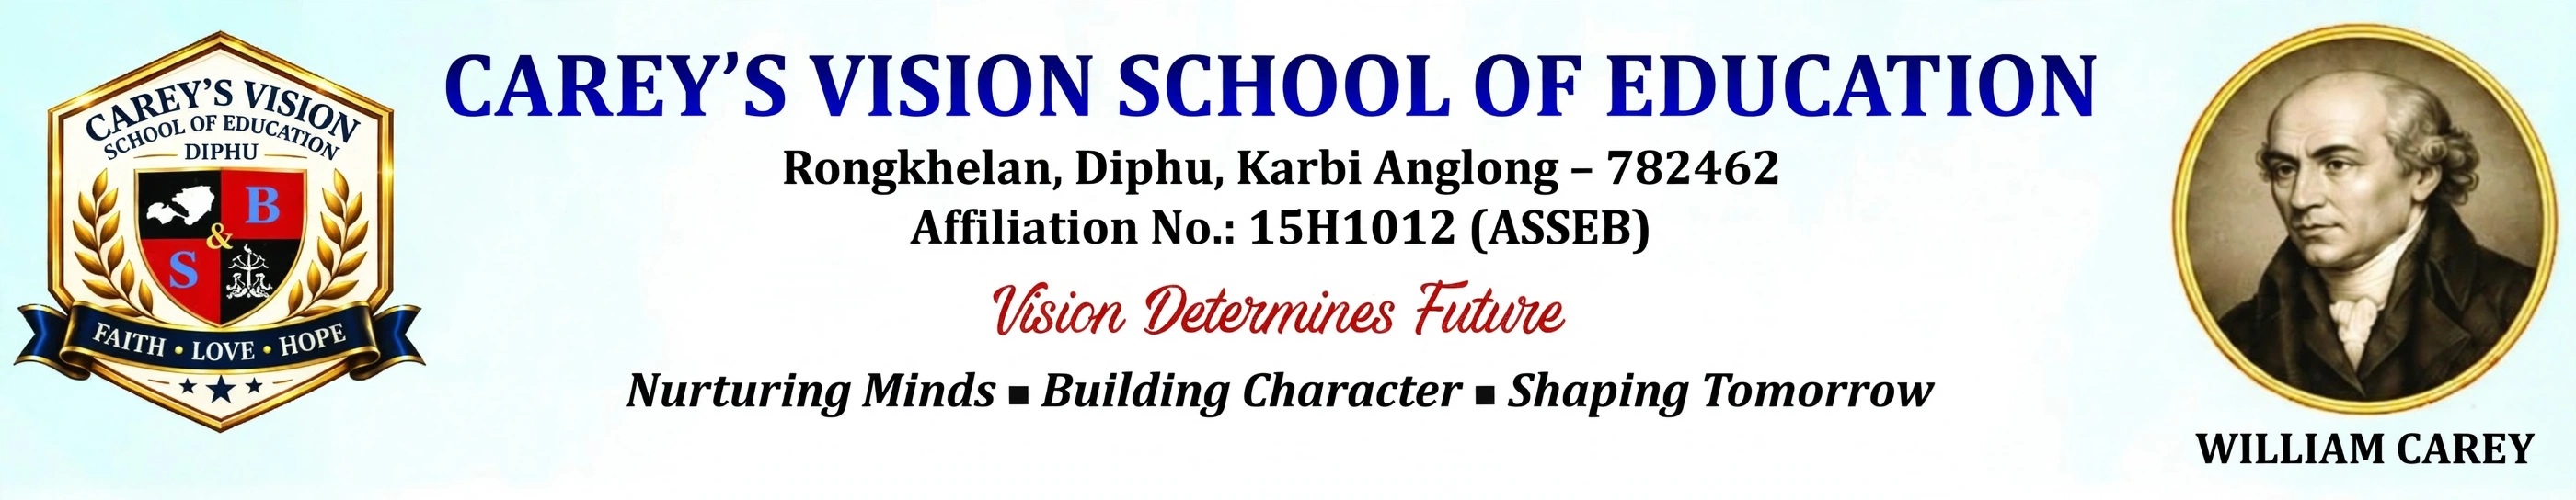 CAREY'S VISION
SCHOOL OF EDUCATION
DIPHU
B
&
S
FAITH • LOVE • HOPE
CAREY’S VISION SCHOOL OF EDUCATION
Rongkhelan, Diphu, Karbi Anglong – 782462
Affiliation No.: 15H1012 (ASSEB)
Vision Determines Future
Nurturing Minds ▪ Building Character ▪ Shaping Tomorrow
WILLIAM CAREY